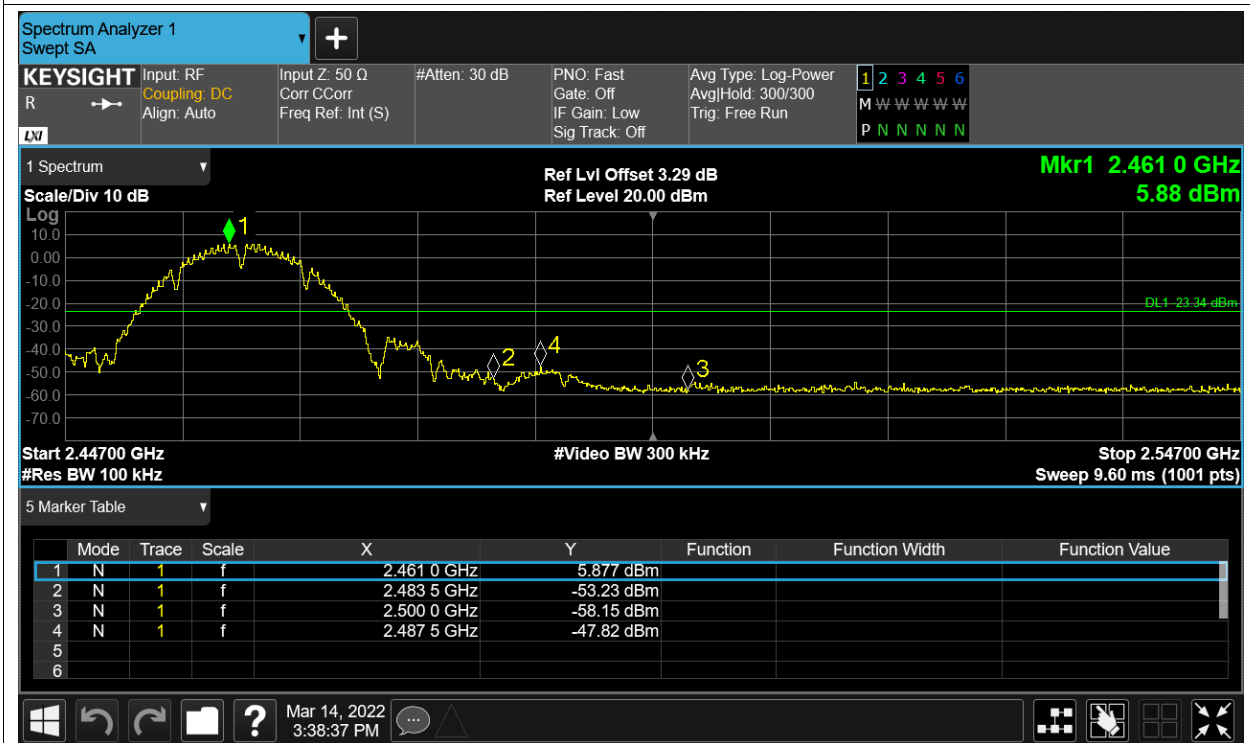 Spectrum Analyzer 1
Swept SA
+
KEYSIGHT Input: RF Input Z: 50 Ω #Atten: 30 dB PNO: Fast Avg Type: Log-Power 1 2 3 4 5 6
R Coupling: DC Corr CCorr Gate: Off Avg|Hold: 300/300 M W W W W W
Align: Auto Freq Ref: Int (S) IF Gain: Low Trig: Free Run
LXI Sig Track: Off P N N N N N
1 Spectrum Ref Lvl Offset 3.29 dB Mkr1 2.461 0 GHz
Scale/Div 10 dB Ref Level 20.00 dBm 5.88 dBm
Log
1
10.0
0.00
-10.0
-20.0 DL1 -23.34 dBm
-30.0
-40.0 4
2
-50.0 3
-60.0
-70.0
Start 2.44700 GHz #Video BW 300 kHz Stop 2.54700 GHz
#Res BW 100 kHz Sweep 9.60 ms (1001 pts)
5 Marker Table
Mode Trace Scale X Y Function Function Width Function Value
1 N 1 f 2.461 0 GHz 5.877 dBm
2 N 1 f 2.483 5 GHz -53.23 dBm
3 N 1 f 2.500 0 GHz -58.15 dBm
4 N 1 f 2.487 5 GHz -47.82 dBm
5
6
? Mar 14, 2022
3:38:37 PM